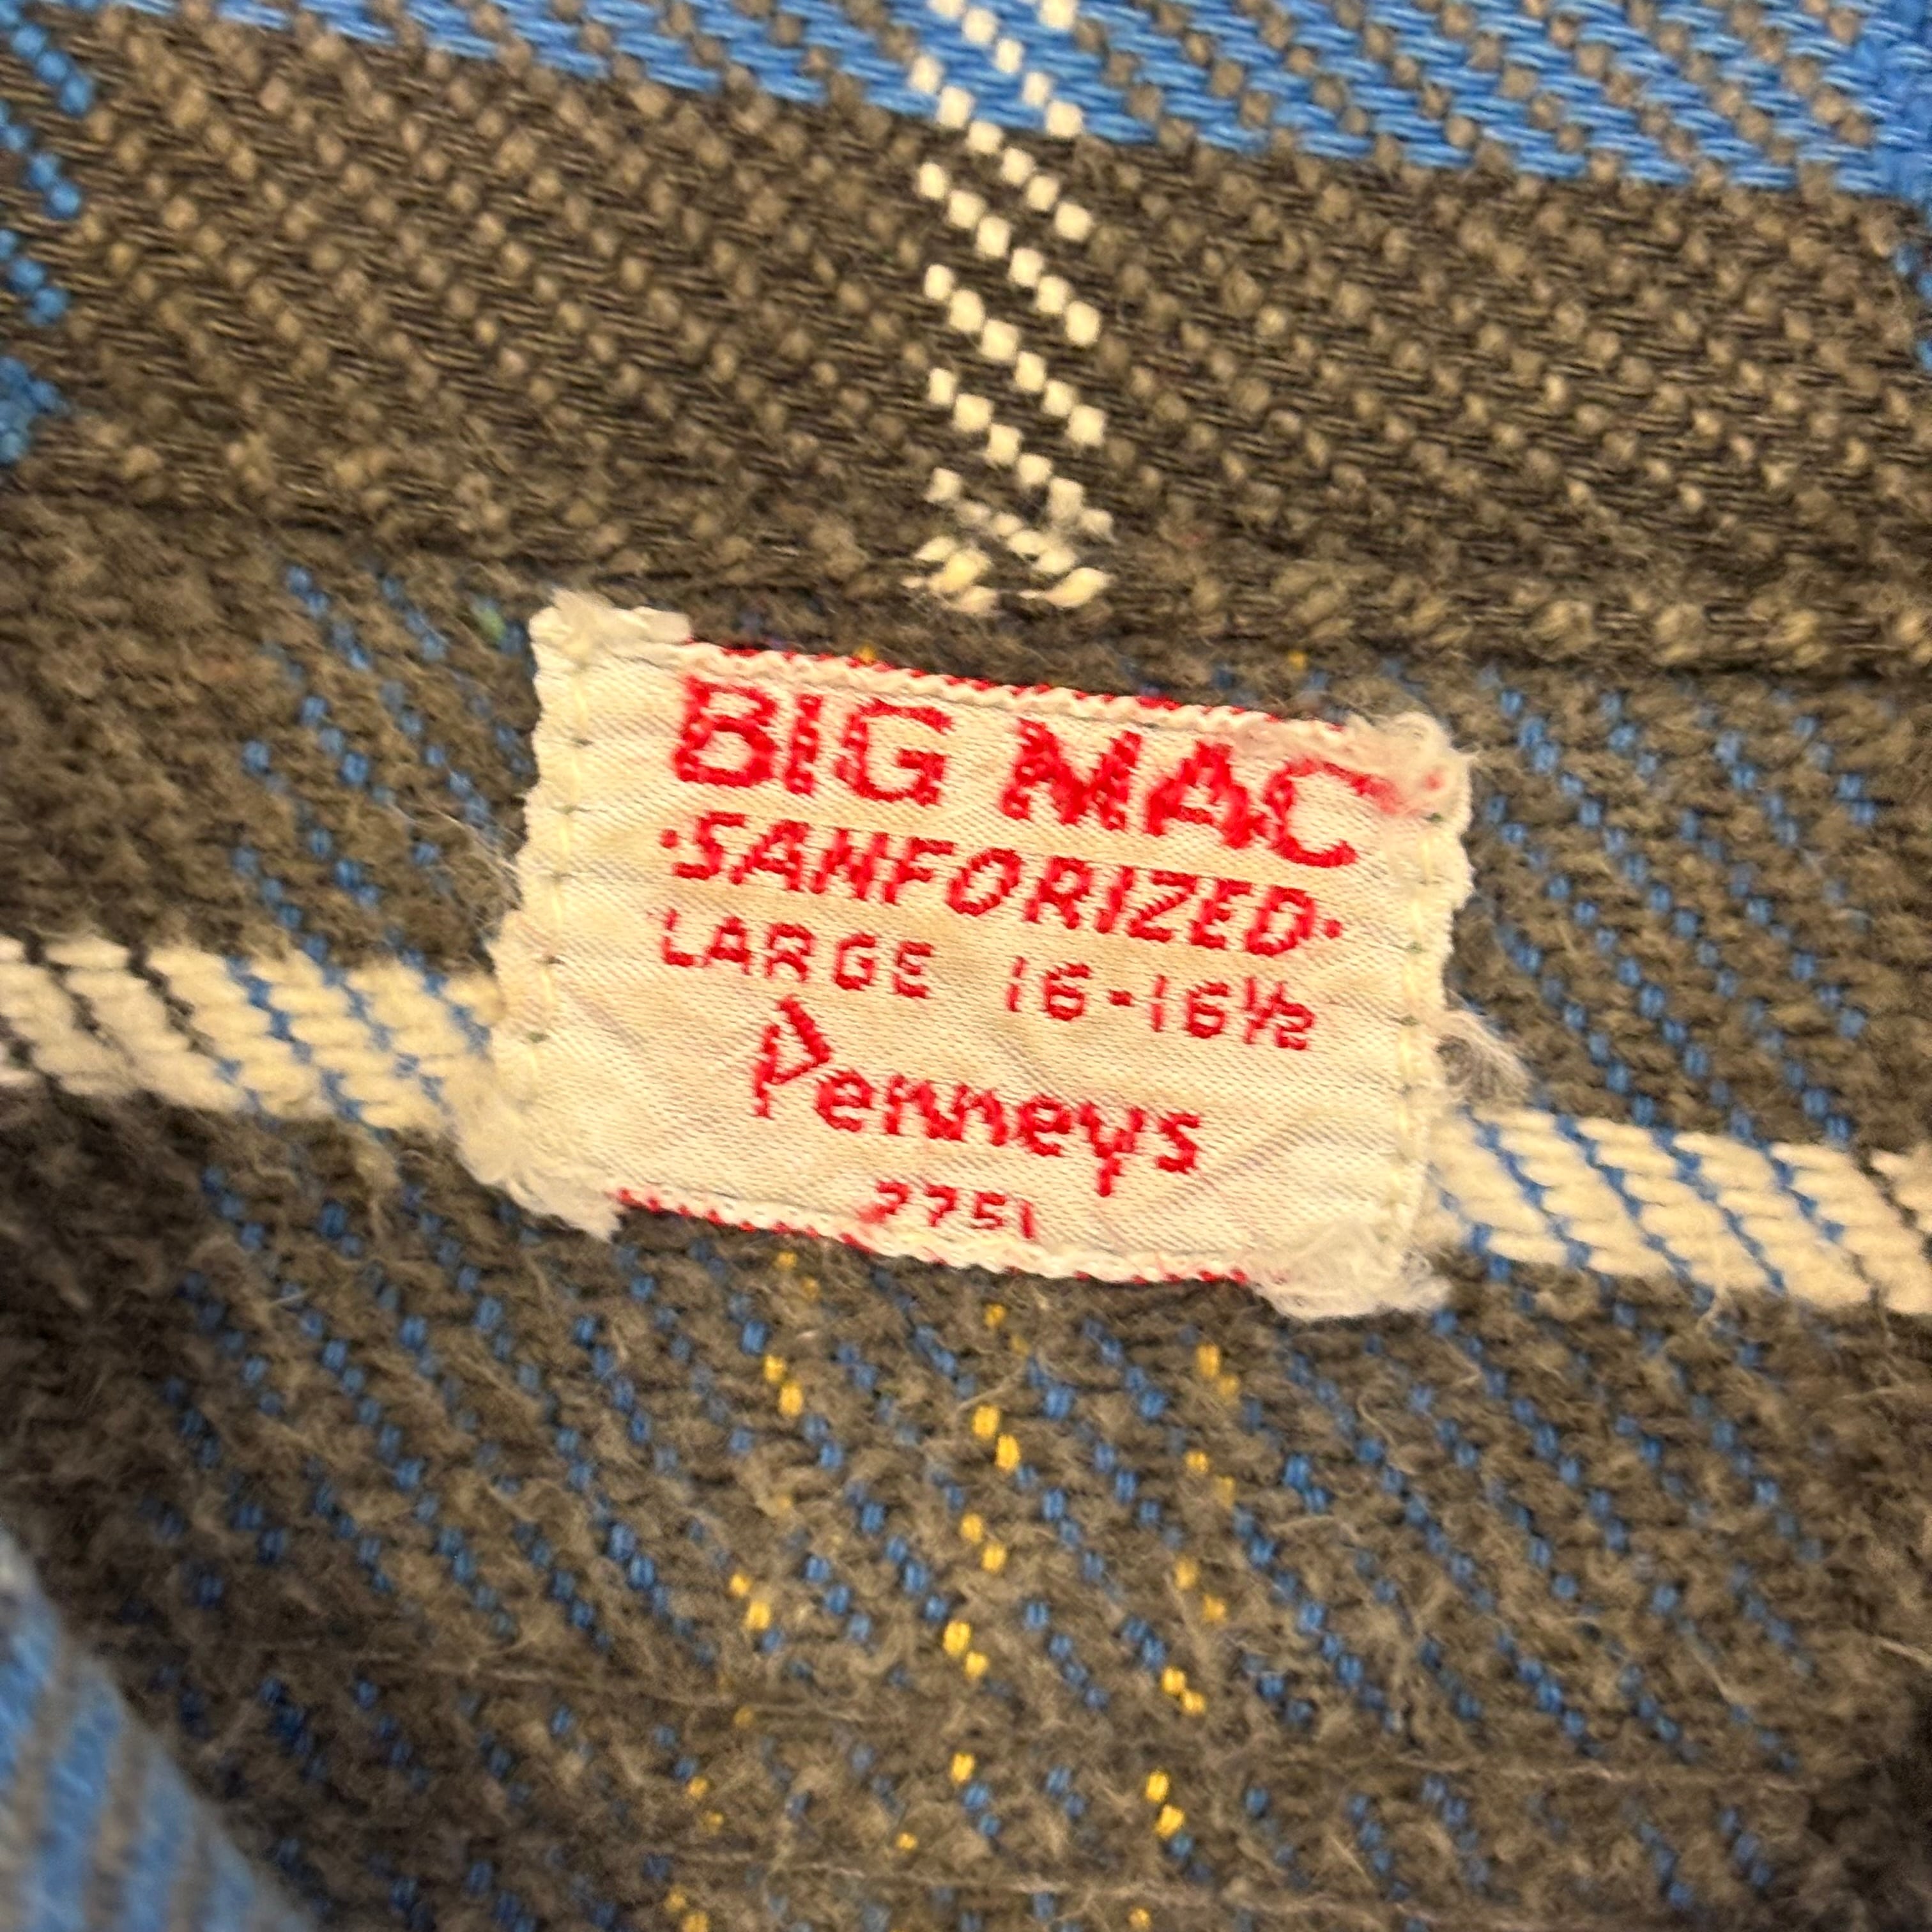 BIG MAC
·SANFORIZED·
LARGE 16-16½
Penneys
2751